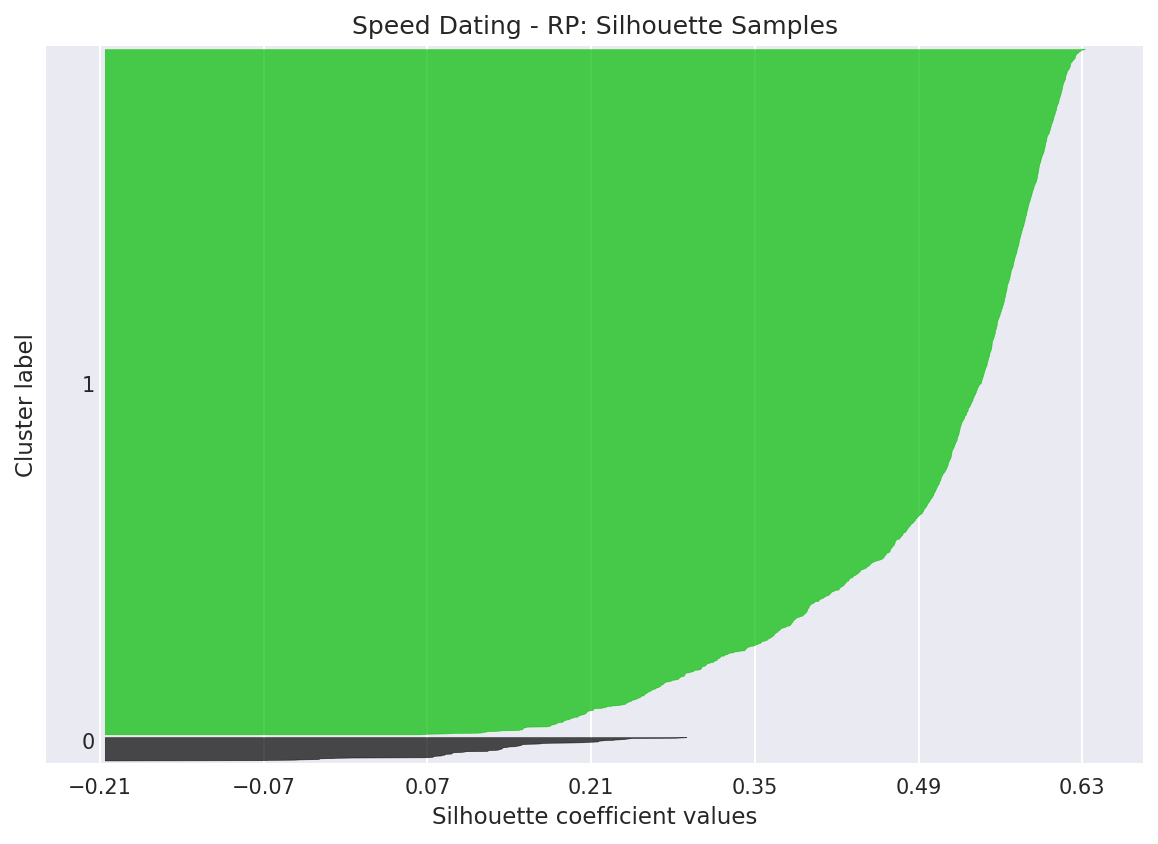 Speed Dating - RP: Silhouette Samples
Cluster label
1
0
−0.21 −0.07 0.07 0.21 0.35 0.49 0.63
Silhouette coefficient values